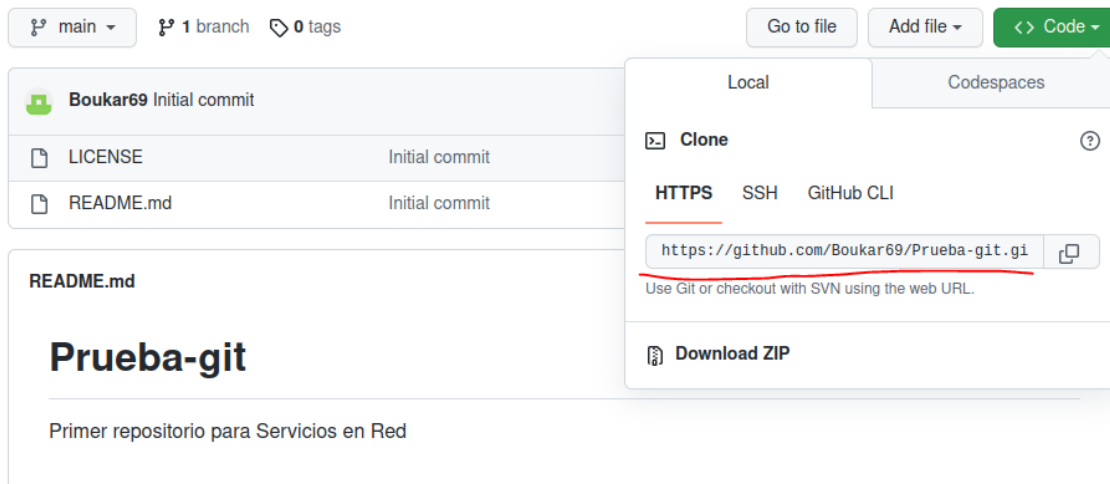 main 1 branch 0 tags Go to file Add file Code
Local Codespaces
Boukar69 Initial commit
Clone
LICENSE Initial commit
HTTPS SSH GitHub CLI
README.md Initial commit
https://github.com/Boukar69/Prueba-git.gi
README.md
Use Git or checkout with SVN using the web URL.
Download ZIP
Prueba-git
Primer repositorio para Servicios en Red